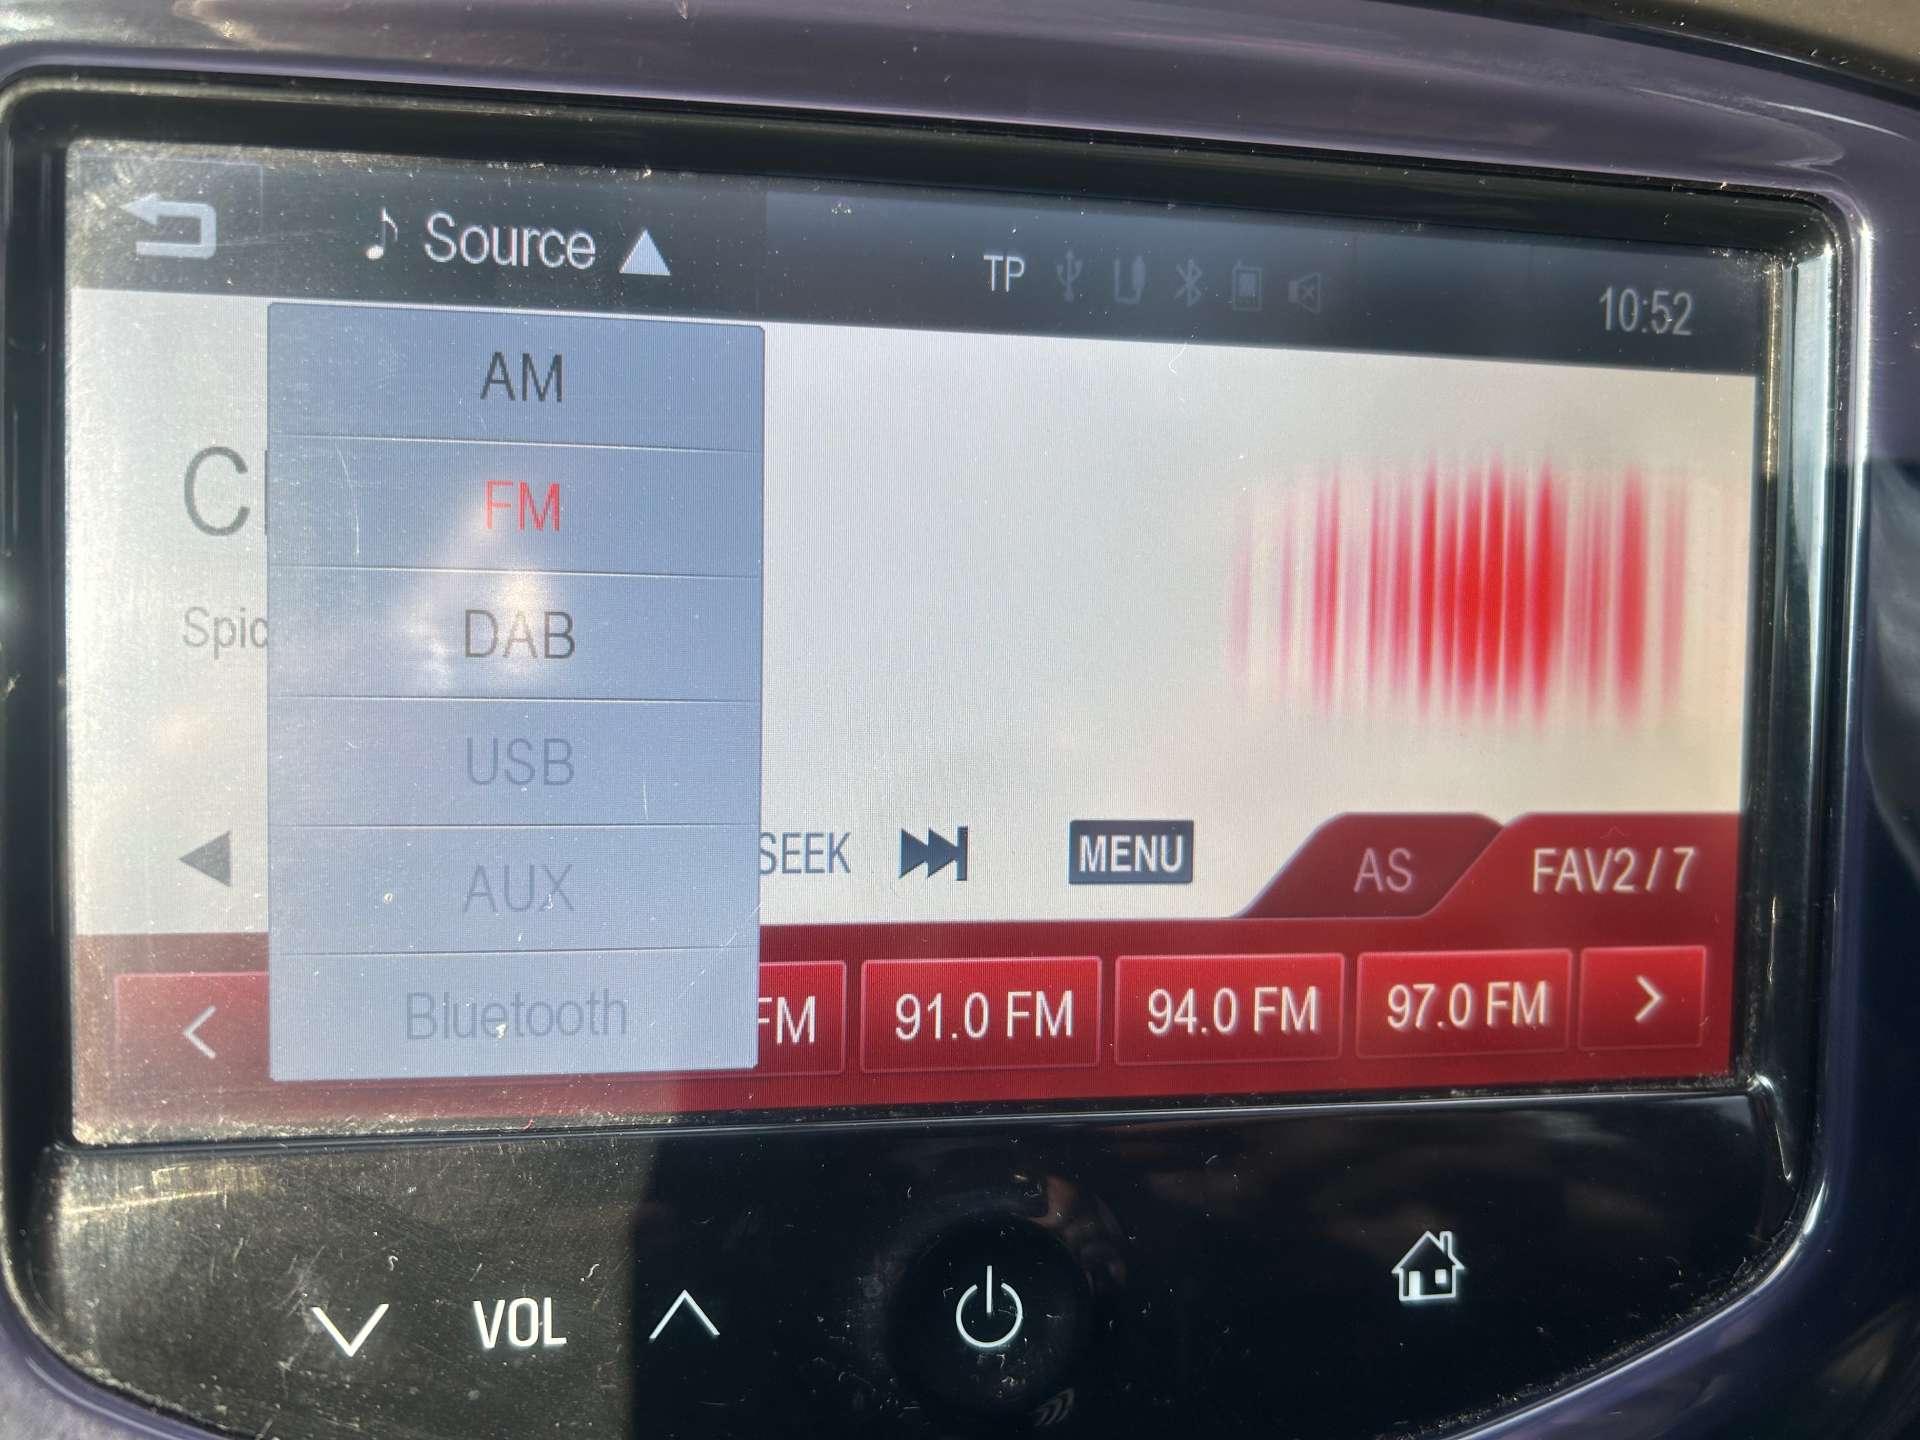 Source
TP
10:52
AM
FM
DAB
USB
AUX
Bluetooth
C
Spic
SEEK
MENU
AS
FAV2 / 7
FM
91.0 FM
94.0 FM
97.0 FM
VOL